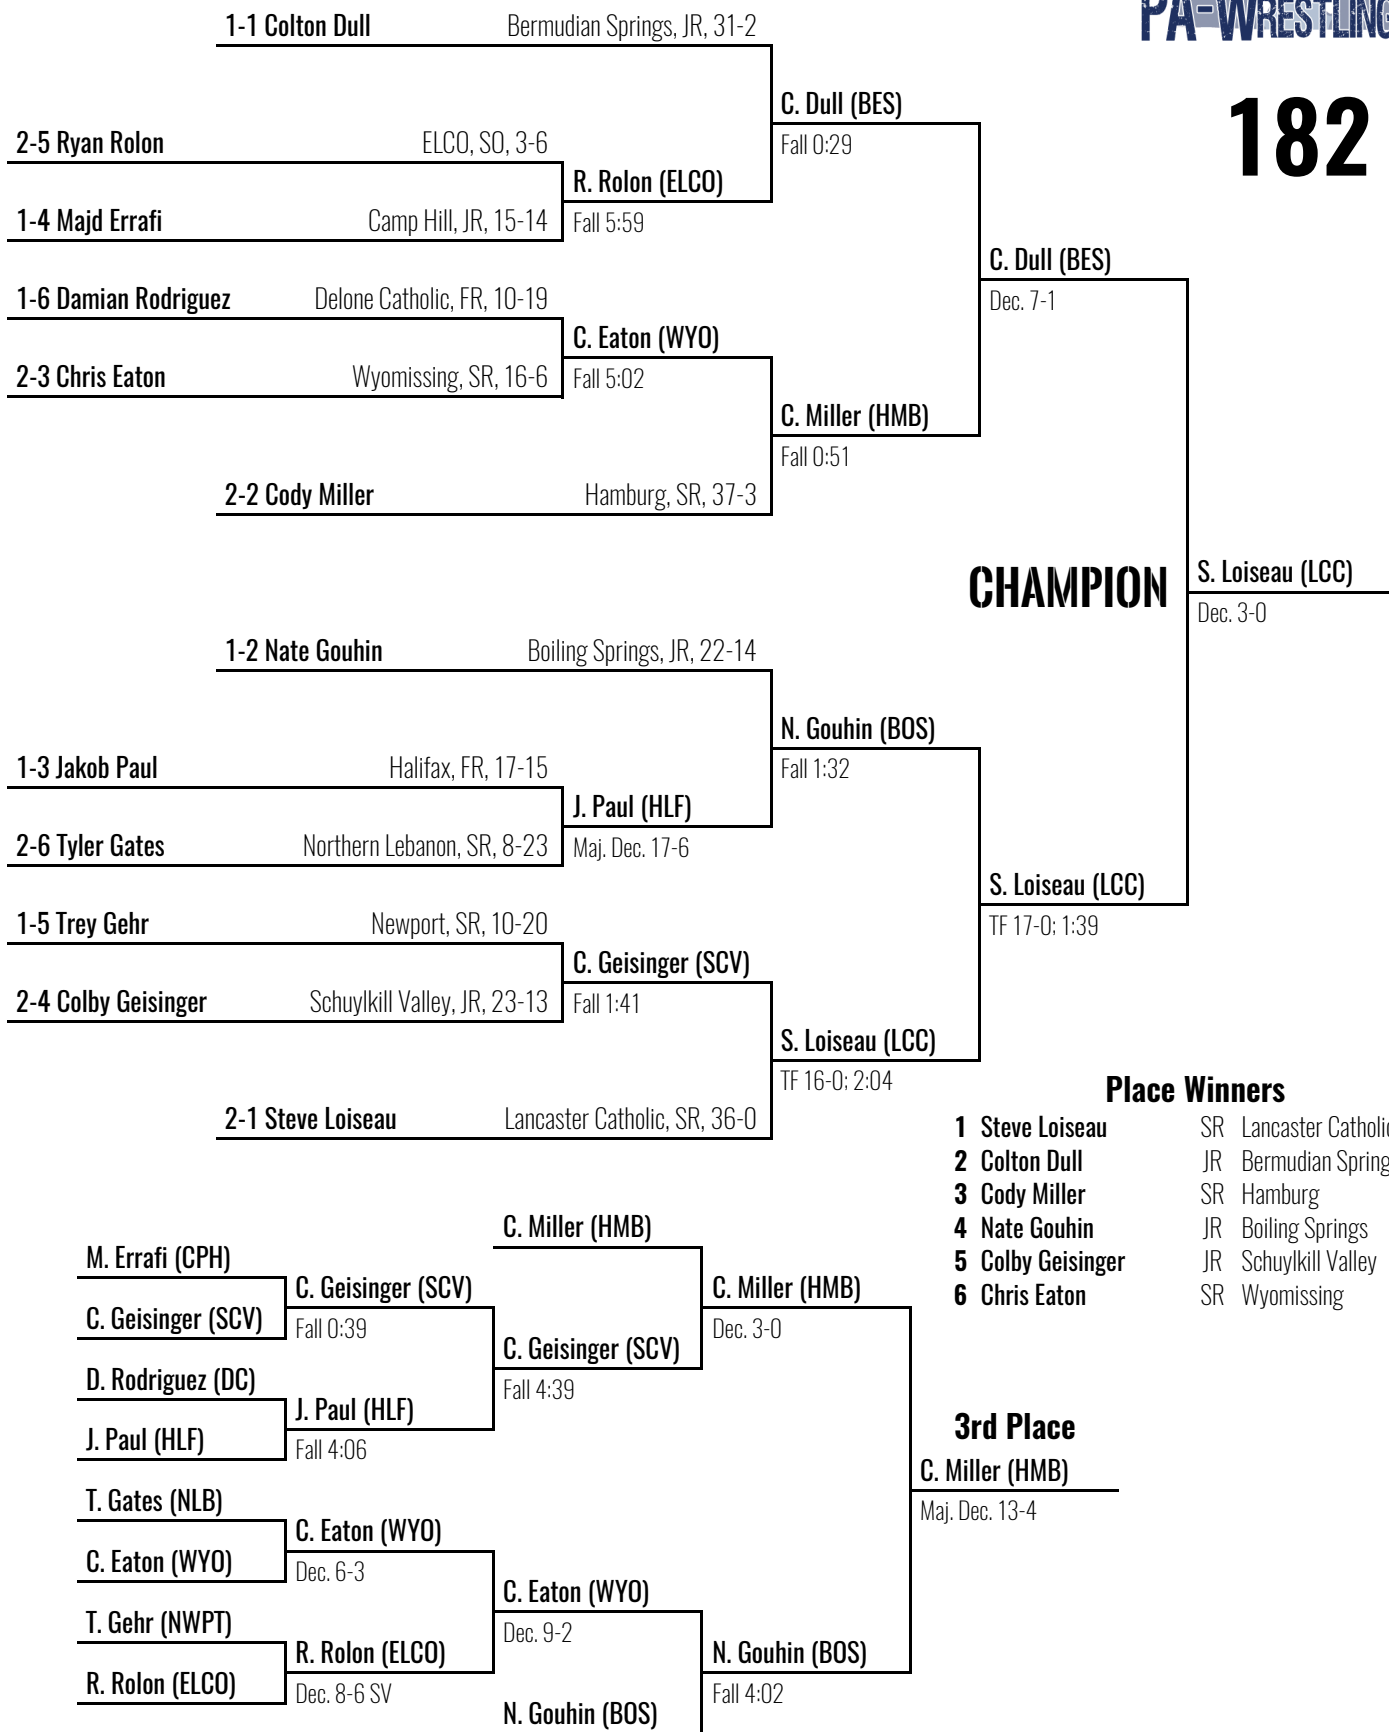 PA-WRESTLING
182
1-1 Colton Dull Bermudian Springs, JR, 31-2
C. Dull (BES)
Fall 0:29
2-5 Ryan Rolon ELCO, SO, 3-6
R. Rolon (ELCO)
Fall 5:59
1-4 Majd Errafi Camp Hill, JR, 15-14
C. Dull (BES)
Dec. 7-1
1-6 Damian Rodriguez Delone Catholic, FR, 10-19
C. Eaton (WYO)
Fall 5:02
2-3 Chris Eaton Wyomissing, SR, 16-6
C. Miller (HMB)
Fall 0:51
2-2 Cody Miller Hamburg, SR, 37-3
CHAMPION
S. Loiseau (LCC)
Dec. 3-0
1-2 Nate Gouhin Boiling Springs, JR, 22-14
N. Gouhin (BOS)
Fall 1:32
1-3 Jakob Paul Halifax, FR, 17-15
J. Paul (HLF)
Maj. Dec. 17-6
2-6 Tyler Gates Northern Lebanon, SR, 8-23
S. Loiseau (LCC)
TF 17-0; 1:39
1-5 Trey Gehr Newport, SR, 10-20
C. Geisinger (SCV)
Fall 1:41
2-4 Colby Geisinger Schuylkill Valley, JR, 23-13
S. Loiseau (LCC)
TF 16-0; 2:04
2-1 Steve Loiseau Lancaster Catholic, SR, 36-0
Place Winners
1 Steve Loiseau SR Lancaster Catholic
2 Colton Dull JR Bermudian Spring
3 Cody Miller SR Hamburg
4 Nate Gouhin JR Boiling Springs
5 Colby Geisinger JR Schuylkill Valley
6 Chris Eaton SR Wyomissing
C. Miller (HMB)
M. Errafi (CPH)
C. Geisinger (SCV)
Fall 0:39
C. Geisinger (SCV)
C. Miller (HMB)
Dec. 3-0
C. Geisinger (SCV)
Fall 4:39
D. Rodriguez (DC)
J. Paul (HLF)
Fall 4:06
J. Paul (HLF)
3rd Place
C. Miller (HMB)
Maj. Dec. 13-4
T. Gates (NLB)
C. Eaton (WYO)
Dec. 6-3
C. Eaton (WYO)
C. Eaton (WYO)
Dec. 9-2
T. Gehr (NWPT)
R. Rolon (ELCO)
Dec. 8-6 SV
R. Rolon (ELCO)
N. Gouhin (BOS)
Fall 4:02
N. Gouhin (BOS)